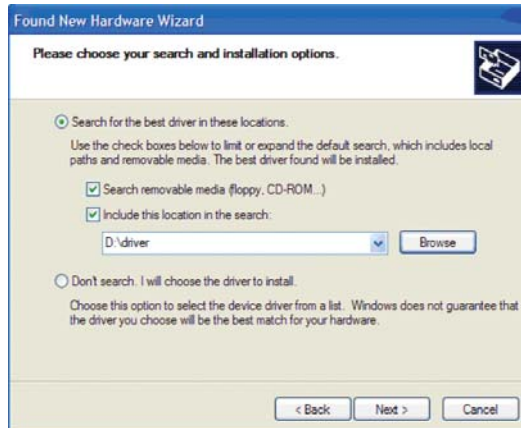 Found New Hardware Wizard
Please choose your search and installation options.
Search for the best driver in these locations.
Use the check boxes below to limit or expand the default search, which includes local
paths and removable media. The best driver found will be installed.
Search removable media (floppy, CD-ROM...)
Include this location in the search:
D:\driver
Browse
Don't search. I will choose the driver to install.
Choose this option to select the device driver from a list. Windows does not guarantee that
the driver you choose will be the best match for your hardware.
< Back Next > Cancel